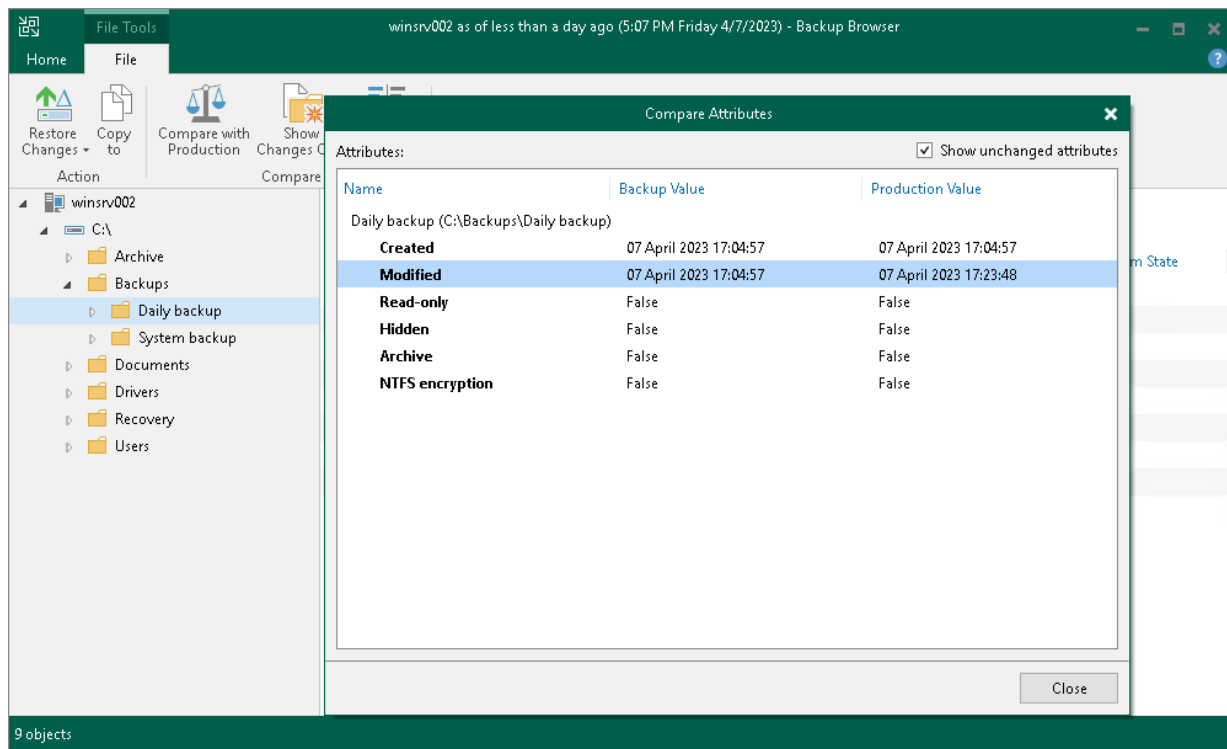 File Tools
winsrv002 as of less than a day ago (5:07 PM Friday 4/7/2023) - Backup Browser
Home
File
?
Restore Changes
Copy to
Compare with Production
Show Changes
Action
Compare
winsrv002
C:\
Archive
Backups
Daily backup
System backup
Documents
Drivers
Recovery
Users
m State
Compare Attributes
Attributes:
Show unchanged attributes
Name Backup Value Production Value
Daily backup (C:\Backups\Daily backup)
Created 07 April 2023 17:04:57 07 April 2023 17:04:57
Modified 07 April 2023 17:04:57 07 April 2023 17:23:48
Read-only False False
Hidden False False
Archive False False
NTFS encryption False False
Close
9 objects